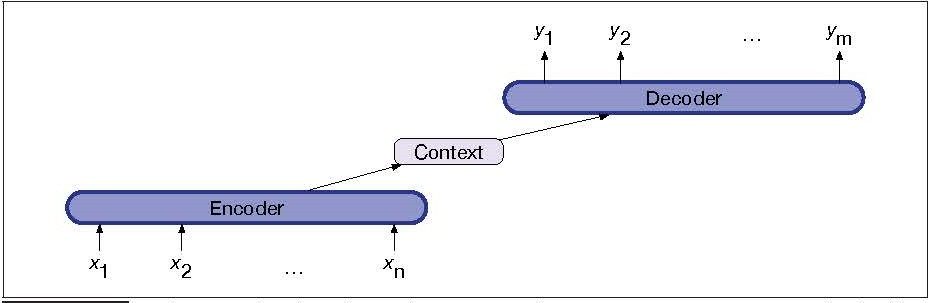 y1 y2 … ym
Decoder
Context
Encoder
x1 x2 … xn